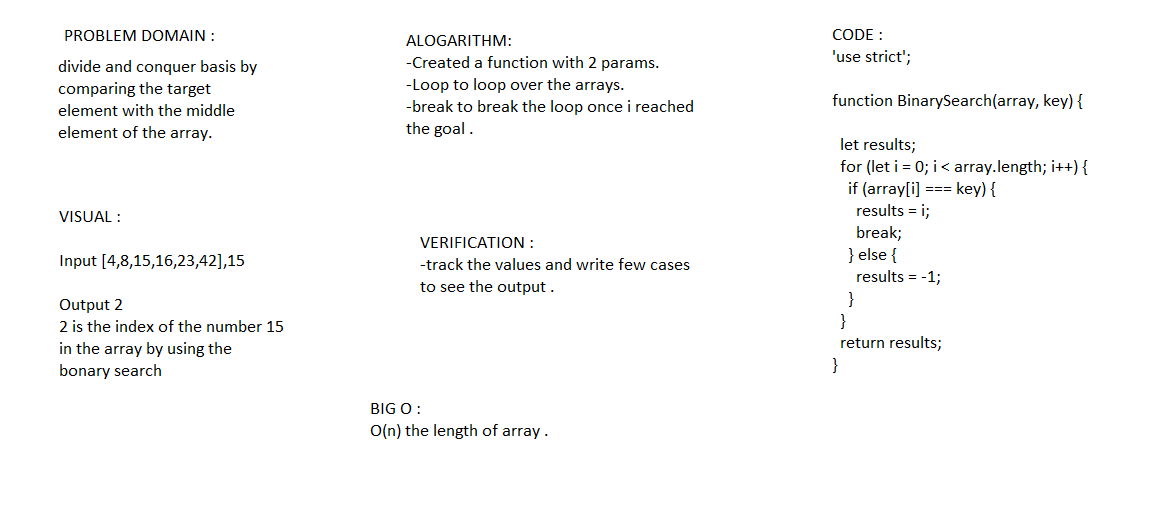 PROBLEM DOMAIN :
divide and conquer basis by
comparing the target
element with the middle
element of the array.
VISUAL :
Input [4,8,15,16,23,42],15
Output 2
2 is the index of the number 15
in the array by using the
bonary search
ALOGARITHM:
-Created a function with 2 params.
-Loop to loop over the arrays.
-break to break the loop once i reached
the goal .
VERIFICATION :
-track the values and write few cases
to see the output .
BIG O :
O(n) the length of array .
CODE :
'use strict';
function BinarySearch(array, key) {
let results;
for (let i = 0; i < array.length; i++) {
if (array[i] === key) {
results = i;
break;
} else {
results = -1;
}
}
return results;
}